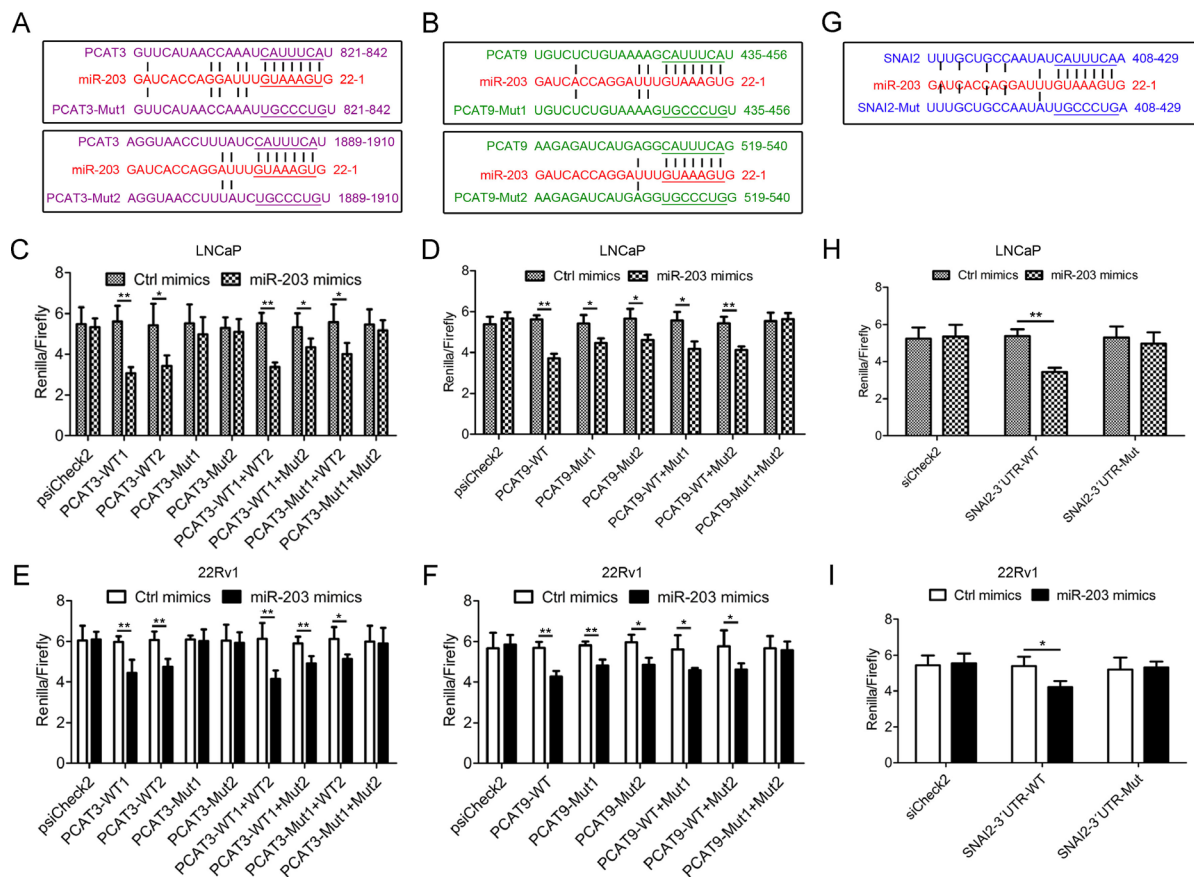 A
PCAT3 GUUCAUAACCAAAUCAUUUCAU 821-842
miR-203 GAUCACCAGGAUUUGUAAAGUG 22-1
PCAT3-Mut1 GUUCAUAACCAAAUUGCCCUGU 821-842
PCAT3 AGGUAACCUUUAUCCAUUUCAU 1889-1910
miR-203 GAUCACCAGGAUUUGUAAAGUG 22-1
PCAT3-Mut2 AGGUAACCUUUAUCUGCCCUGU 1889-1910
B
PCAT9 UGUCUCUGUAAAAGCAUUUCAU 435-456
miR-203 GAUCACCAGGAUUUGUAAAGUG 22-1
PCAT9-Mut1 UGUCUCUGUAAAAGUGCCCUGU 435-456
PCAT9 AAGAGAUCAUGAGGCAUUUCAG 519-540
miR-203 GAUCACCAGGAUUUGUAAAGUG 22-1
PCAT9-Mut2 AAGAGAUCAUGAGGUGCCUGGG 519-540
G
SNAI2 UUUGCUGCCAAUAUCAUUUCAA 408-429
miR-203 GAUCACCAGGAUUUGUAAAGUG 22-1
SNAI2-Mut UUUGCUGCCAAUAUUGCCCUGA 408-429
C
LNCaP
Ctrl mimics miR-203 mimics
Renilla/Firefly
8
6
4
2
0
** * ** * *
psiCheck2
PCAT3-WT1
PCAT3-WT2
PCAT3-Mut1
PCAT3-Mut2
PCAT3-WT1+WT2
PCAT3-WT1+Mut2
PCAT3-Mut1+WT2
PCAT3-Mut1+Mut2
D
LNCaP
Ctrl mimics miR-203 mimics
Renilla/Firefly
8
6
4
2
0
** * * * **
psiCheck2
PCAT9-WT
PCAT9-Mut1
PCAT9-Mut2
PCAT9-WT+Mut1
PCAT9-WT+Mut2
PCAT9-Mut1+Mut2
H
LNCaP
Ctrl mimics miR-203 mimics
Renilla/Firefly
8
6
4
2
0
**
siCheck2
SNAI2-3'UTR-WT
SNAI2-3'UTR-Mut
E
22Rv1
Ctrl mimics miR-203 mimics
Renilla/Firefly
8
6
4
2
0
** ** ** ** *
psiCheck2
PCAT3-WT1
PCAT3-WT2
PCAT3-Mut1
PCAT3-Mut2
PCAT3-WT1+WT2
PCAT3-WT1+Mut2
PCAT3-Mut1+WT2
PCAT3-Mut1+Mut2
F
22Rv1
Ctrl mimics miR-203 mimics
Renilla/Firefly
8
6
4
2
0
** ** * * *
psiCheck2
PCAT9-WT
PCAT9-Mut1
PCAT9-Mut2
PCAT9-WT+Mut1
PCAT9-WT+Mut2
PCAT9-Mut1+Mut2
I
22Rv1
Ctrl mimics miR-203 mimics
Renilla/Firefly
8
6
4
2
0
*
siCheck2
SNAI2-3'UTR-WT
SNAI2-3'UTR-Mut